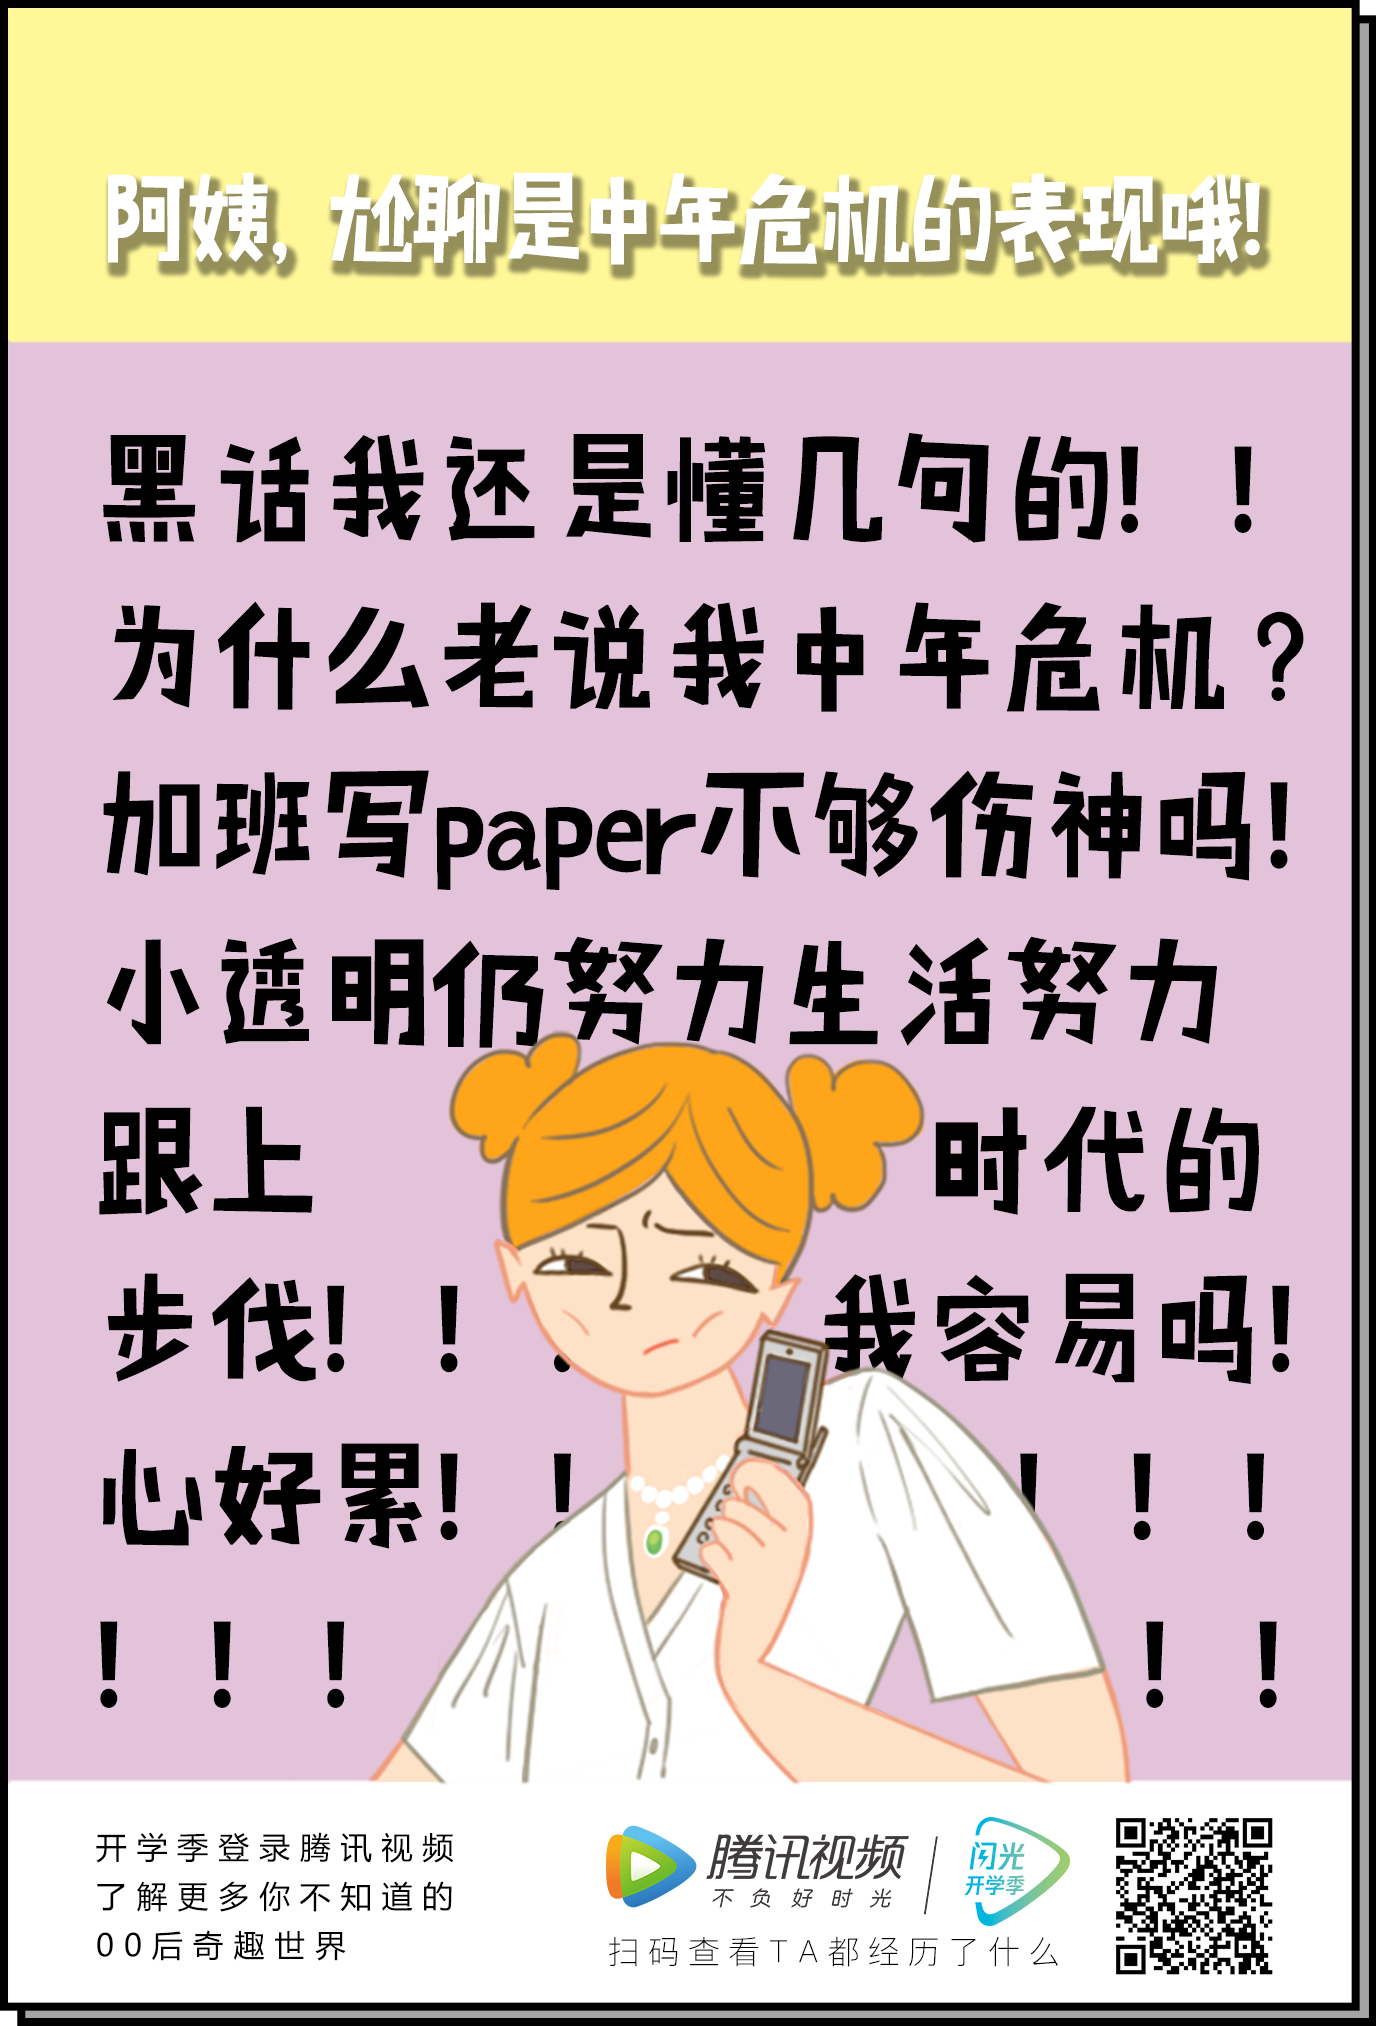 阿姨，尬聊是中年危机的表现哦！
黑话我还是懂几句的！！
为什么老说我中年危机？
加班写paper不够伤神吗！
小透明仍努力生活努力
跟上时代的
步伐！！！我容易吗！
心好累！！！！！
！！！！！
开学季登录腾讯视频
了解更多你不知道的
00后奇趣世界
腾讯视频
不负好时光
闪光
开学季
扫码查看TA都经历了什么